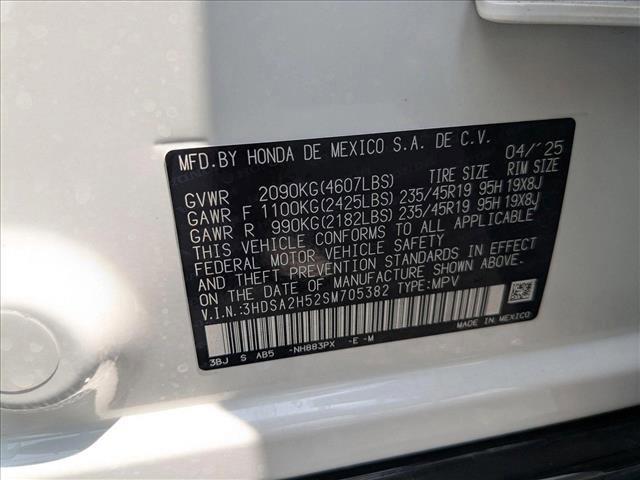 MFD.BY HONDA DE MEXICO S.A. DE C.V. 04/'25
TIRE SIZE RIM SIZE
GVWR 2090KG(4607LBS)
GAWR F 1100KG(2425LBS) 235/45R19 95H 19X8J
GAWR R 990KG(2182LBS) 235/45R19 95H 19X8J
THIS VEHICLE CONFORMS TO ALL APPLICABLE
FEDERAL MOTOR VEHICLE SAFETY
AND THEFT PREVENTION STANDARDS IN EFFECT
ON THE DATE OF MANUFACTURE SHOWN ABOVE.
V.I.N.:3HDSA2H52SM705382 TYPE:MPV
3BJ S AB5 -NH883PX -E -M
MADE IN MEXICO